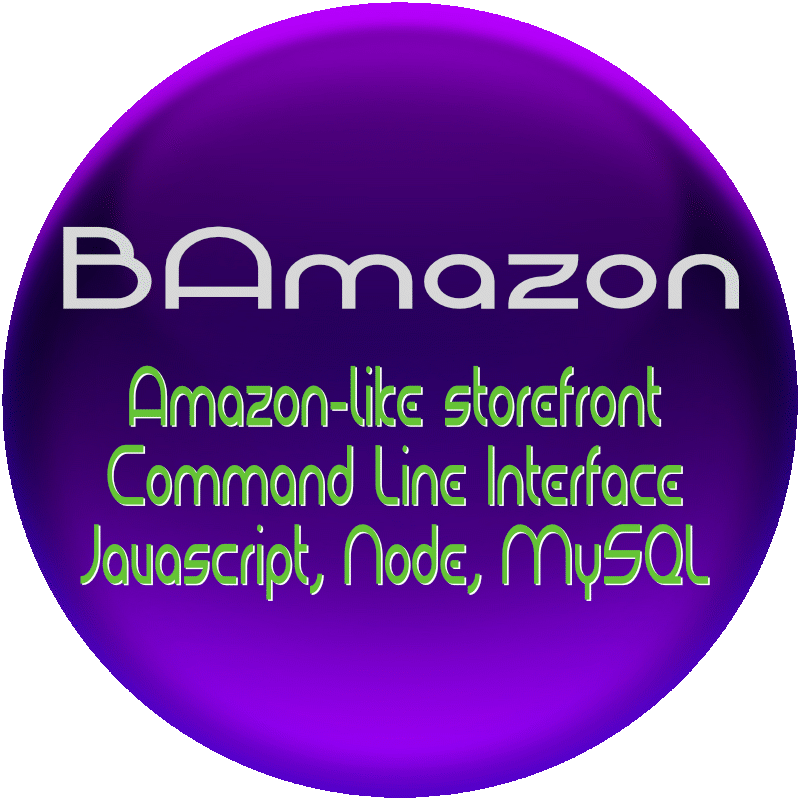 BAmazon
Amazon-like storefront
Command Line Interface
Javascript, Node, MySQL